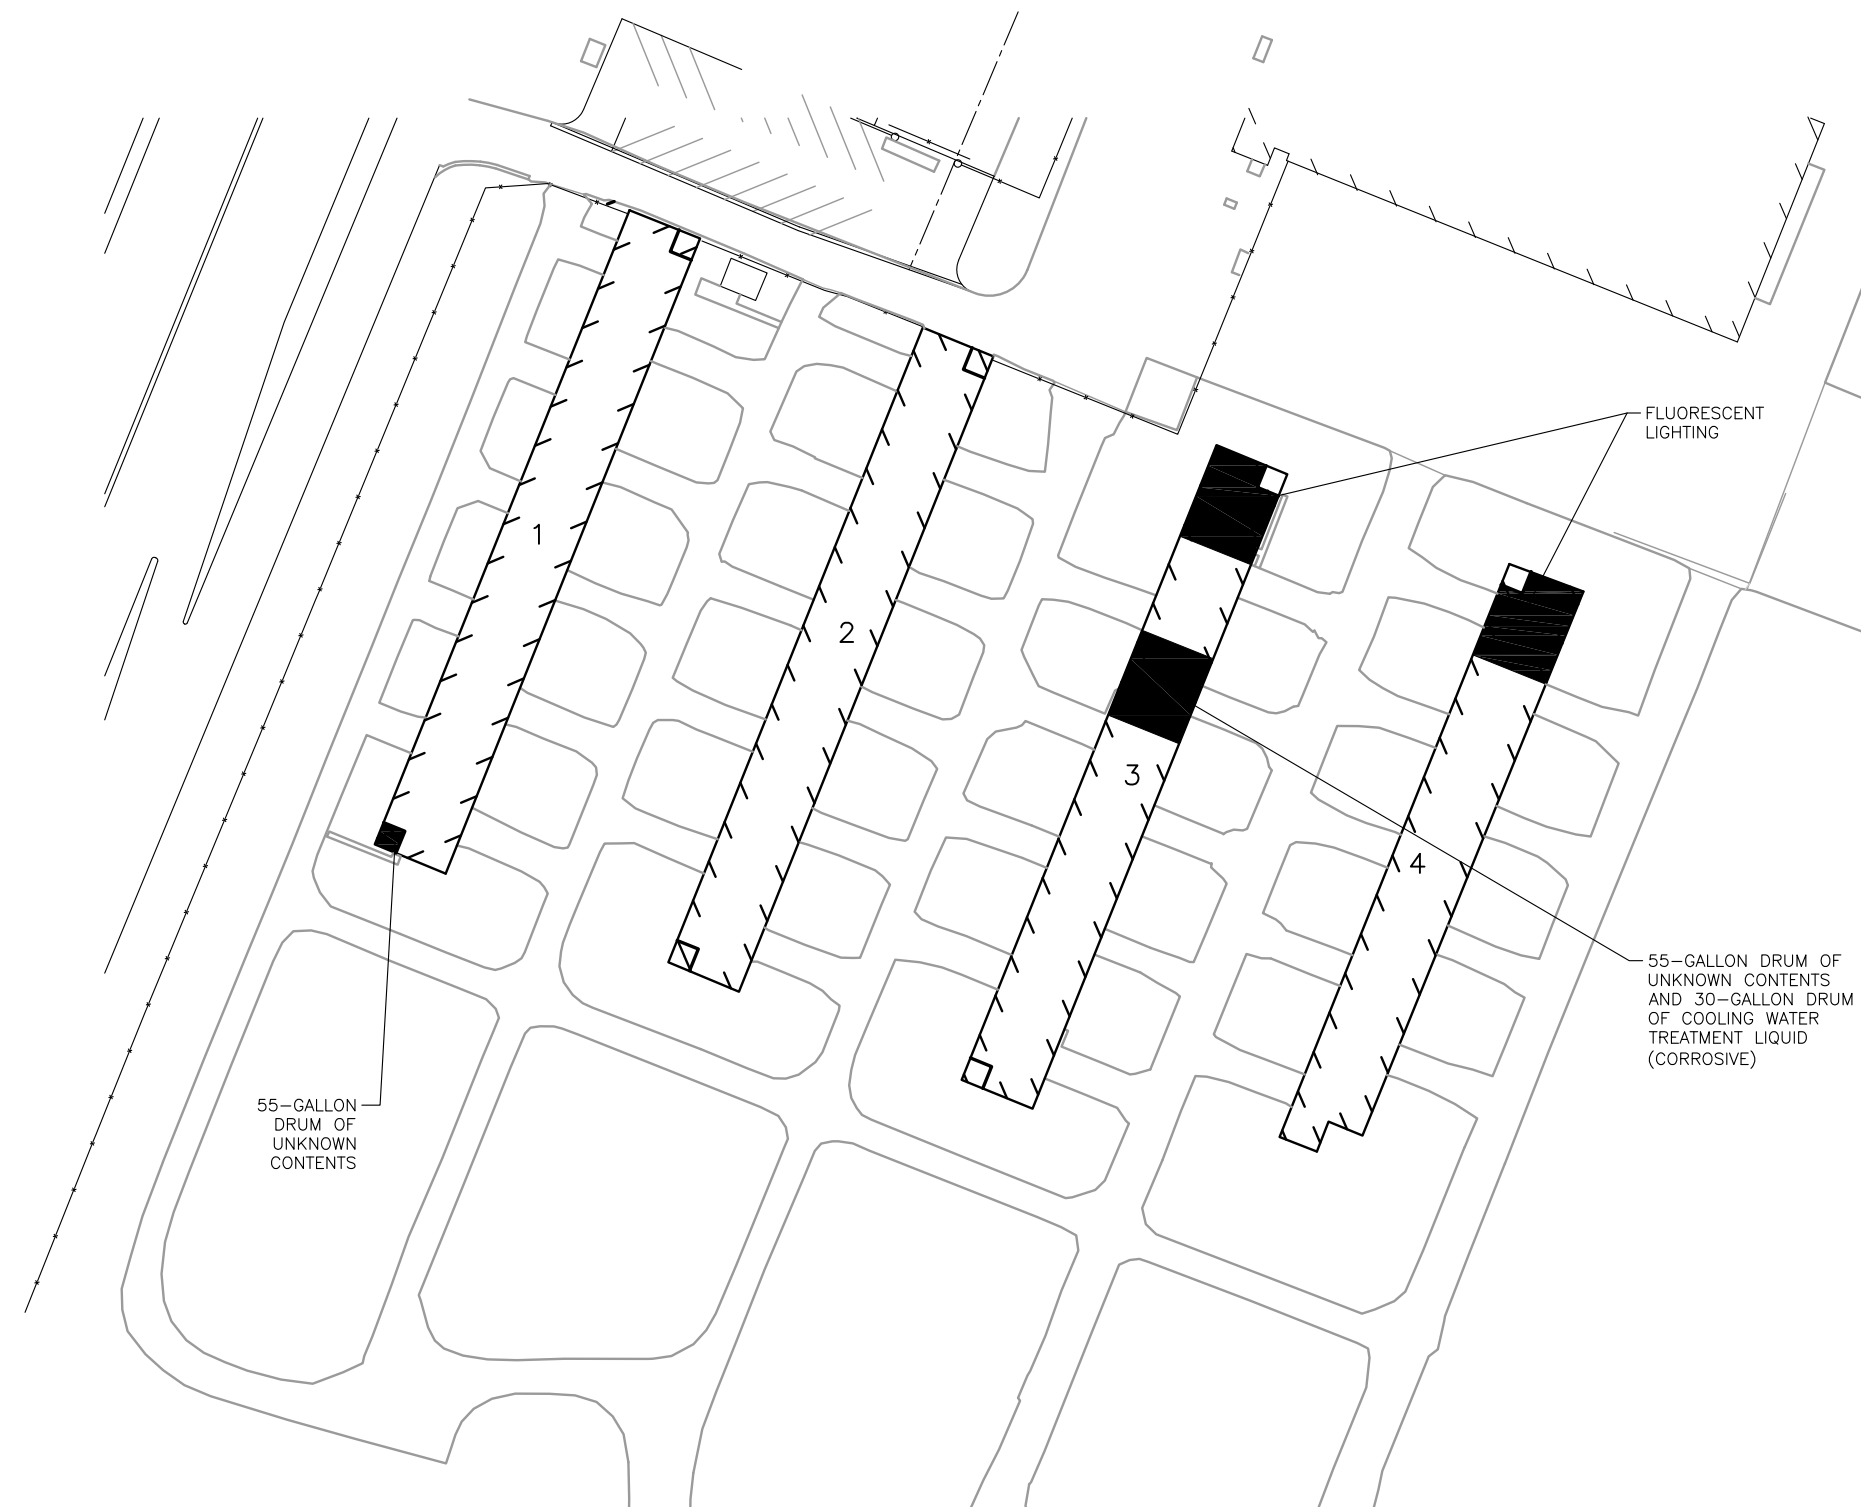 FLUORESCENT
LIGHTING
1
2
3
4
55-GALLON DRUM OF
UNKNOWN CONTENTS
AND 30-GALLON DRUM
OF COOLING WATER
TREATMENT LIQUID
(CORROSIVE)
55-GALLON
DRUM OF
UNKNOWN
CONTENTS